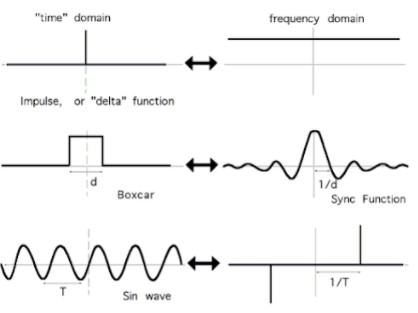 "time" domain
frequency domain
Impulse, or "delta" function
d
Boxcar
1/d
Sync Function
T
Sin wave
1/T